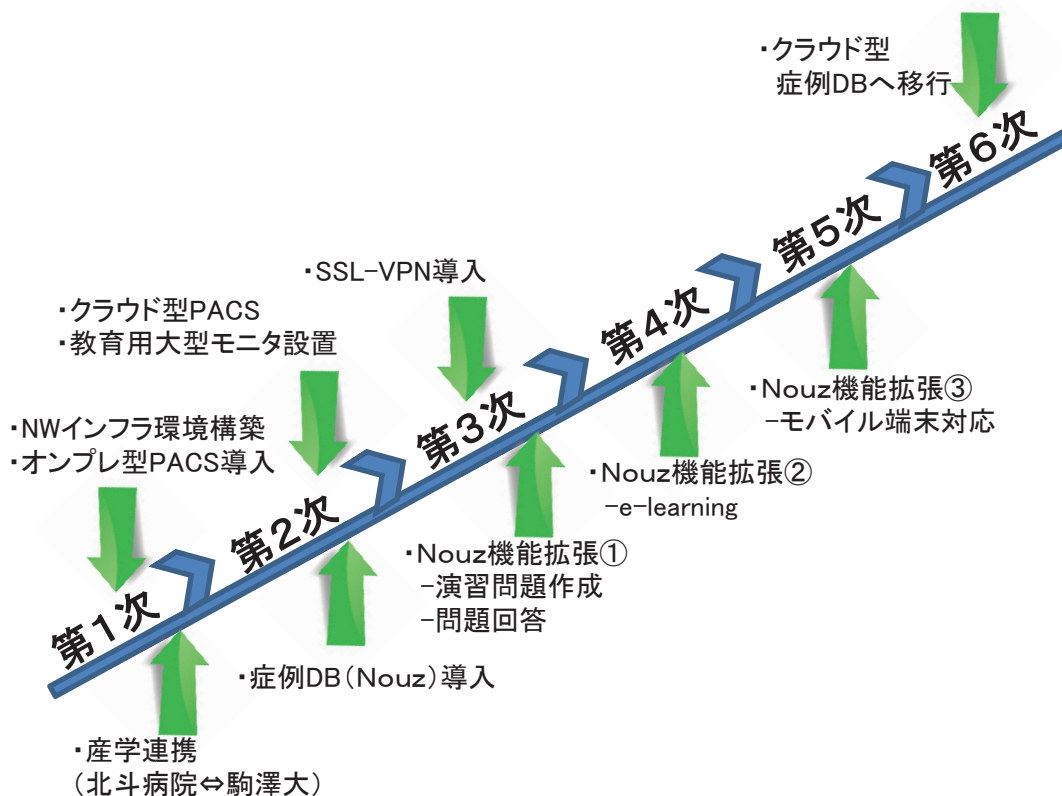 ・クラウド型
症例DBへ移行
第6次
第5次
・SSL-VPN導入
・クラウド型PACS
・教育用大型モニタ設置
第4次
・Nouz機能拡張③
-モバイル端末対応
第3次
・NWインフラ環境構築
・オンプレ型PACS導入
・Nouz機能拡張②
-e-learning
第2次
・Nouz機能拡張①
-演習問題作成
-問題回答
第1次
・症例DB(Nouz)導入
・産学連携
(北斗病院⇔駒澤大)